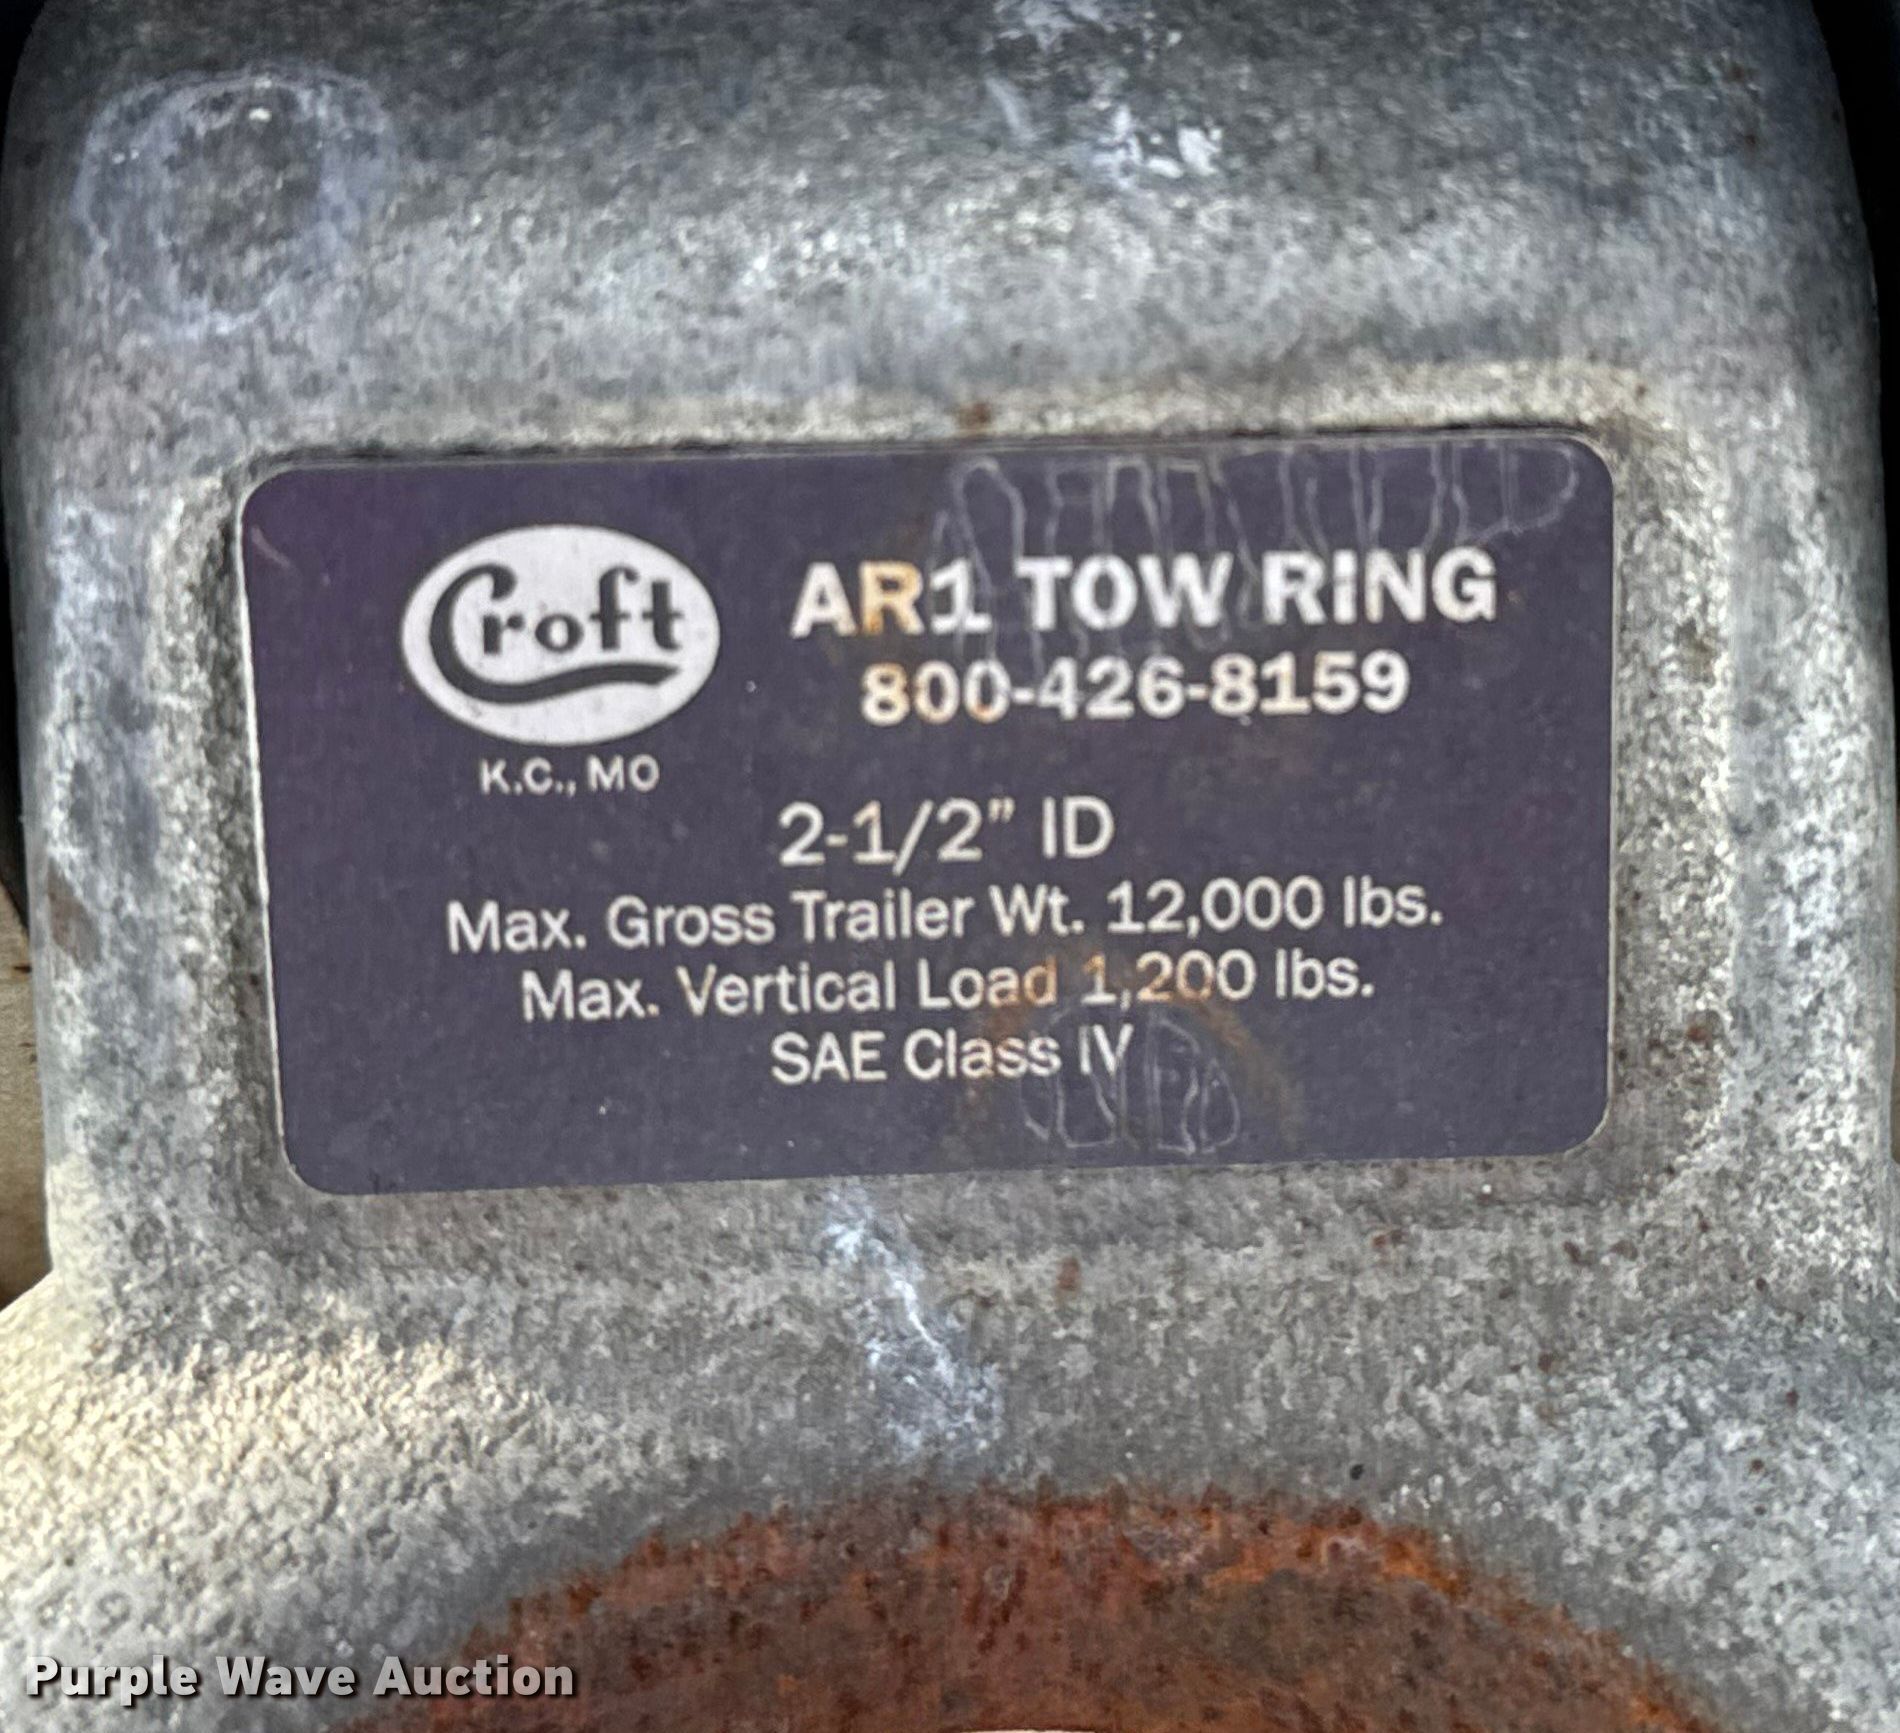 Croft
K.C., MO
AR1 TOW RING
800-426-8159
2-1/2" ID
Max. Gross Trailer Wt. 12,000 lbs.
Max. Vertical Load 1,200 lbs.
SAE Class IV
Purple Wave Auction